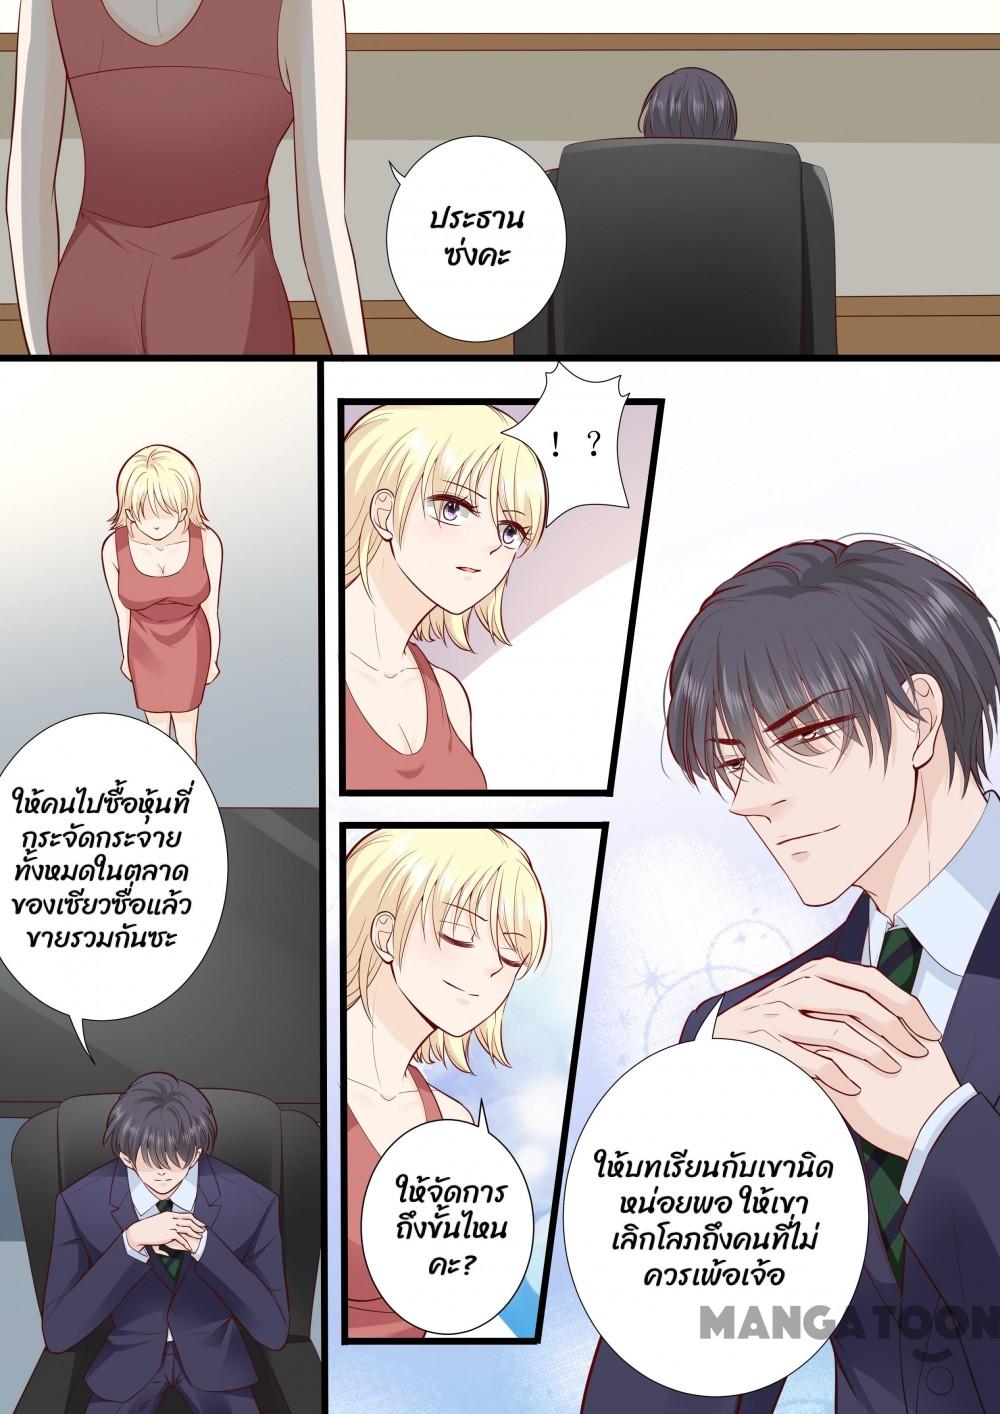 ประธาน
ซ่งคะ
！？
ให้คนไปซื้อหุ้นที่
กระจัดกระจาย
ทั้งหมดในตลาด
ของเซียวซื่อแล้ว
ขายรวมกันซะ
ให้จัดการ
ถึงขั้นไหน
คะ?
ให้บทเรียนกับเขานิด
หน่อยพอ ให้เขา
เลิกโลภถึงคนที่ไม่
ควรเพ้อเจ้อ
MANGATOON